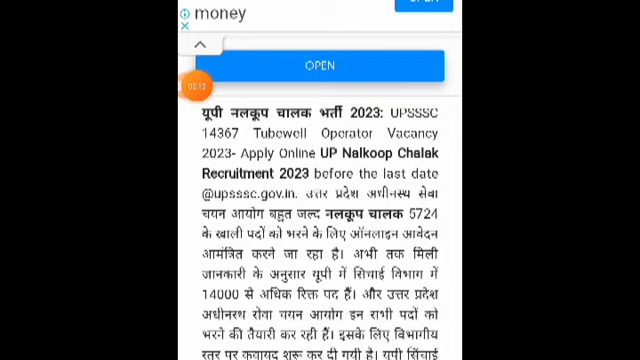 money
OPEN
00:13
यूपी नलकूप चालक भर्ती 2023: UPSSSC
14367 Tubewell Operator Vacancy
2023- Apply Online UP Nalkoop Chalak
Recruitment 2023 before the last date
@upsssc.gov.in. उत्तर प्रदेश अधीनस्थ सेवा
चयन आयोग बहुत जल्द नलकूप चालक 5724
के खाली पदों को भरने के लिए ऑनलाइन आवेदन
आमंत्रित करने जा रहा है। अभी तक मिली
जानकारी के अनुसार यूपी में सिचाई विभाग में
14000 से अधिक रिक्त पद हैं। और उत्तर प्रदेश
अधीनस्थ सेवा चयन आयोग इन सभी पदों को
भरने की तैयारी कर रही हैं। इसके लिए विभागीय
स्तर पर कवायद शुरू कर दी गयी है। यूपी सिंचाई